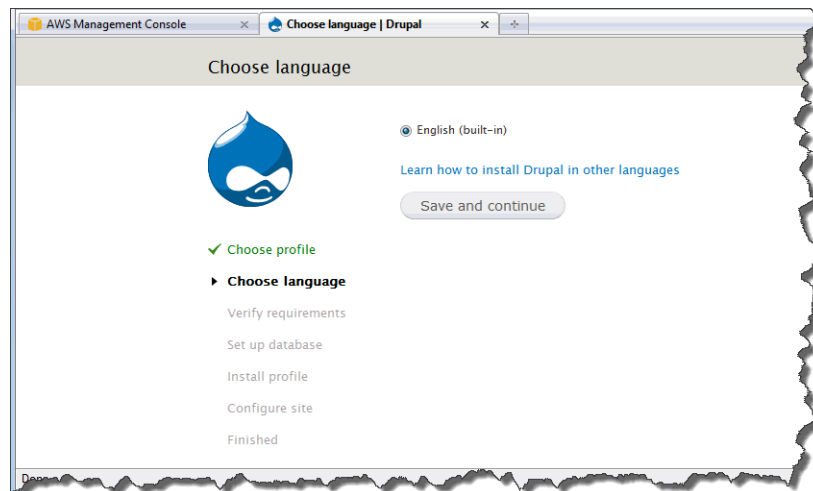 AWS Management Console
Choose language | Drupal
Choose language
English (built-in)
Learn how to install Drupal in other languages
Save and continue
Choose profile
Choose language
Verify requirements
Set up database
Install profile
Configure site
Finished